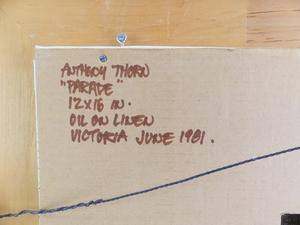 ANTHONY THORN
"PARADE"
12X16 IN.
OIL ON LINEN
VICTORIA JUNE 1981.